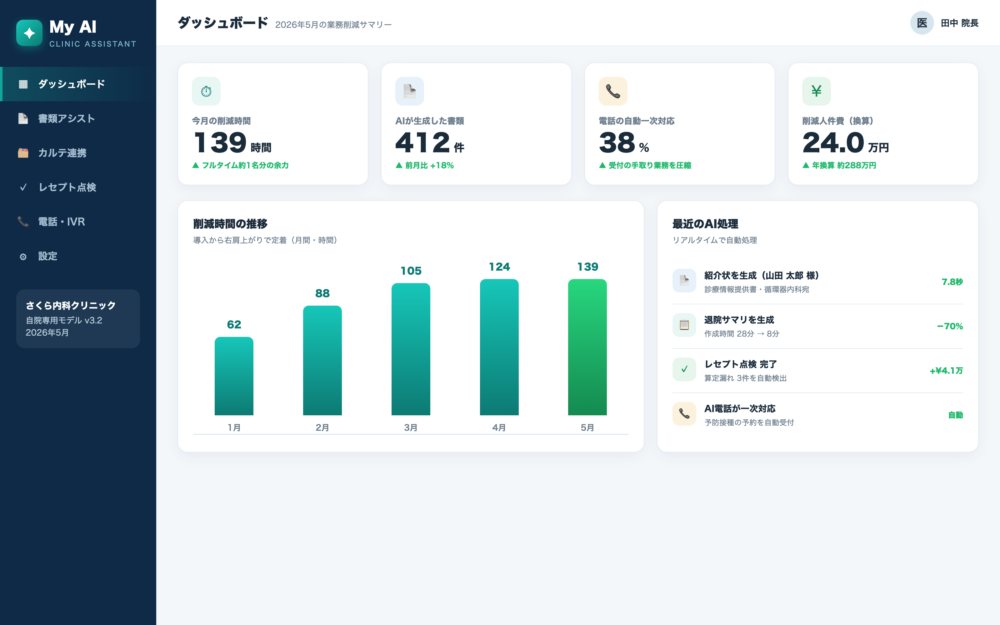 My AI
CLINIC ASSISTANT
ダッシュボード
書類アシスト
カルテ連携
レセプト点検
電話・IVR
設定
さくら内科クリニック
自院専用モデル v3.2
2026年5月
ダッシュボード 2026年5月の業務削減サマリー
医 田中 院長
今月の削減時間
139 時間
▲ フルタイム約1名分の余力
AIが生成した書類
412 件
▲ 前月比 +18%
電話の自動一次対応
38 %
▲ 受付の手取り業務を圧縮
¥
削減人件費（換算）
24.0 万円
▲ 年換算 約288万円
削減時間の推移
導入から右肩上がりで定着（月間・時間）
62
88
105
124
139
1月
2月
3月
4月
5月
最近のAI処理
リアルタイムで自動処理
紹介状を生成（山田 太郎 様）
診療情報提供書・循環器内科宛
7.8秒
退院サマリを生成
作成時間 28分 → 8分
−70%
レセプト点検 完了
算定漏れ 3件を自動検出
+¥4.1万
AI電話が一次対応
予防接種の予約を自動受付
自動